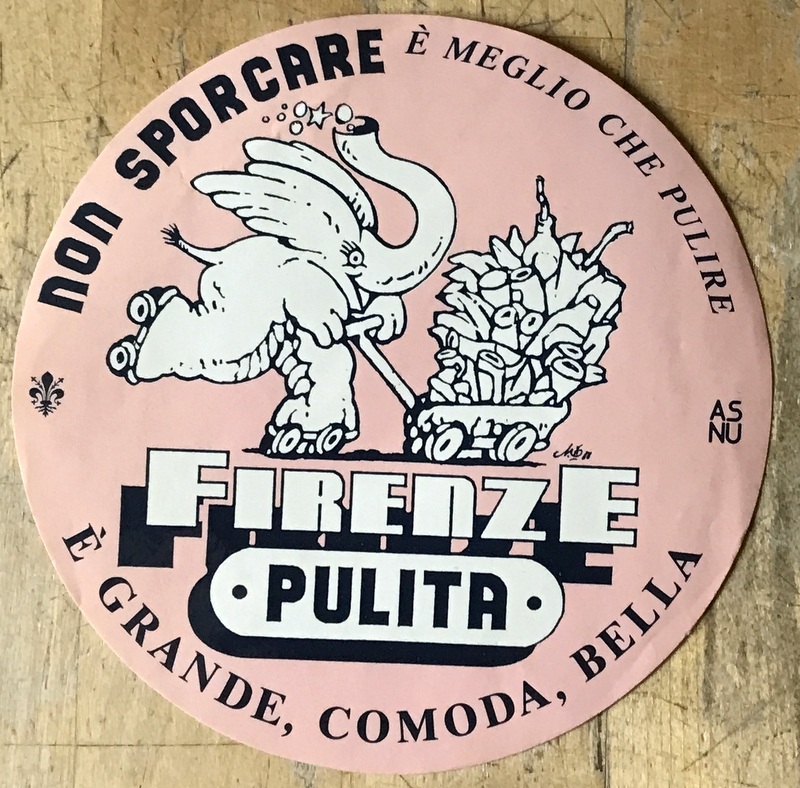 NON SPORCARE È MEGLIO CHE PULIRE
AS
NU
FIRENZE
PULITA
È GRANDE, COMODA, BELLA